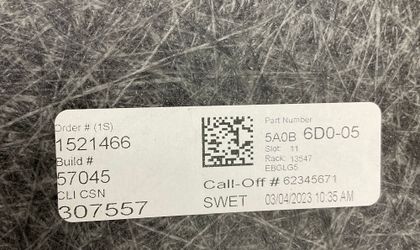 Order # (1S)
1521466
Build #
57045
CLI CSN
307557
Part Number
5A0B 6D0-05
Slot: 11
Rack: 13547
EBGLG5
Call-Off # 62345671
SWET 03/04/2023 10:35 AM